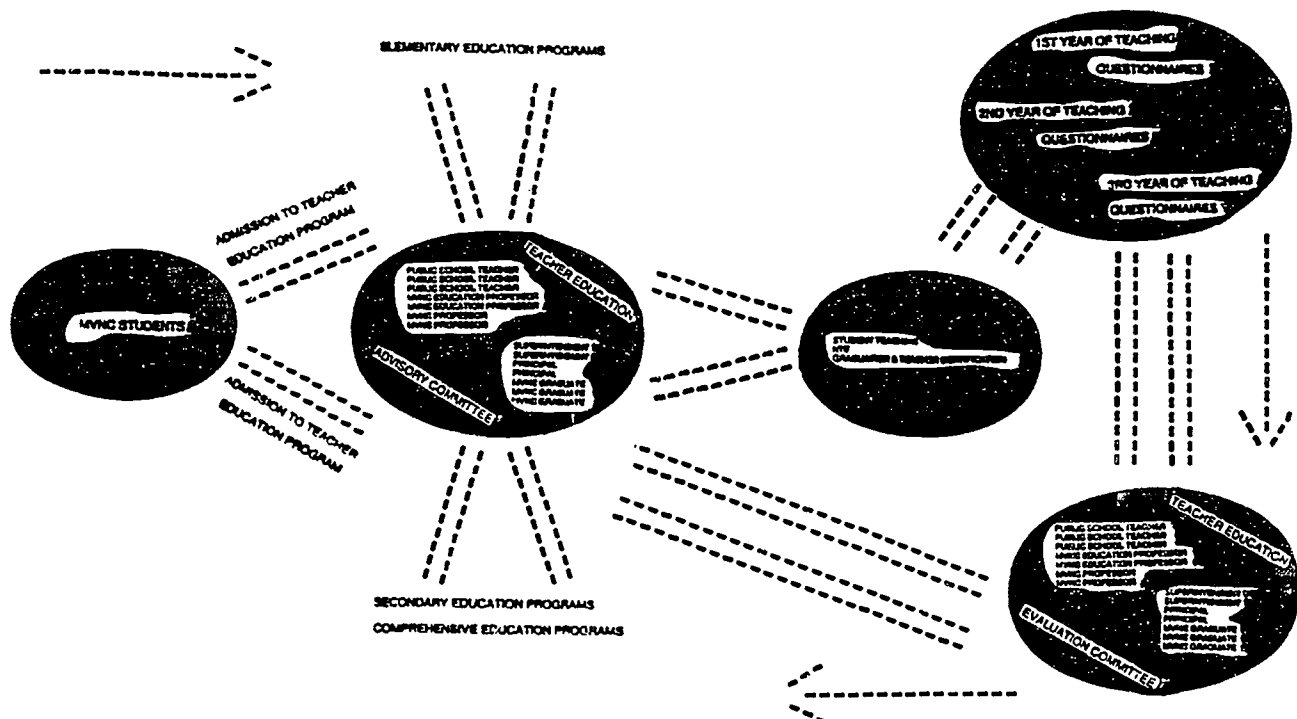 ELEMENTARY EDUCATION PROGRAMS
1ST YEAR OF TEACHING
QUESTIONNAIRES
2ND YEAR OF TEACHING
QUESTIONNAIRES
3RD YEAR OF TEACHING
QUESTIONNAIRES
ADMISSION TO TEACHER
EDUCATION PROGRAM
MVNC STUDENTS
ADMISSION TO TEACHER
EDUCATION PROGRAM
TEACHER EDUCATION
PUBLIC SCHOOL TEACHER
PUBLIC SCHOOL TEACHER
PUBLIC SCHOOL TEACHER
MVNC EDUCATION PROFESSOR
MVNC EDUCATION PROFESSOR
MVNC PROFESSOR
MVNC PROFESSOR
SUPERINTENDENT
SUPERINTENDENT
PRINCIPAL
PRINCIPAL
MVNC GRADUATE
MVNC GRADUATE
MVNC GRADUATE
ADVISORY COMMITTEE
STUDENT TEACHING
NTE
GRADUATION & TEACHER CERTIFICATION
SECONDARY EDUCATION PROGRAMS
COMPREHENSIVE EDUCATION PROGRAMS
TEACHER EDUCATION
PUBLIC SCHOOL TEACHER
PUBLIC SCHOOL TEACHER
PUBLIC SCHOOL TEACHER
MVNC EDUCATION PROFESSOR
MVNC EDUCATION PROFESSOR
MVNC PROFESSOR
MVNC PROFESSOR
SUPERINTENDENT
SUPERINTENDENT
PRINCIPAL
PRINCIPAL
MVNC GRADUATE
MVNC GRADUATE
MVNC GRADUATE
EVALUATION COMMITTEE